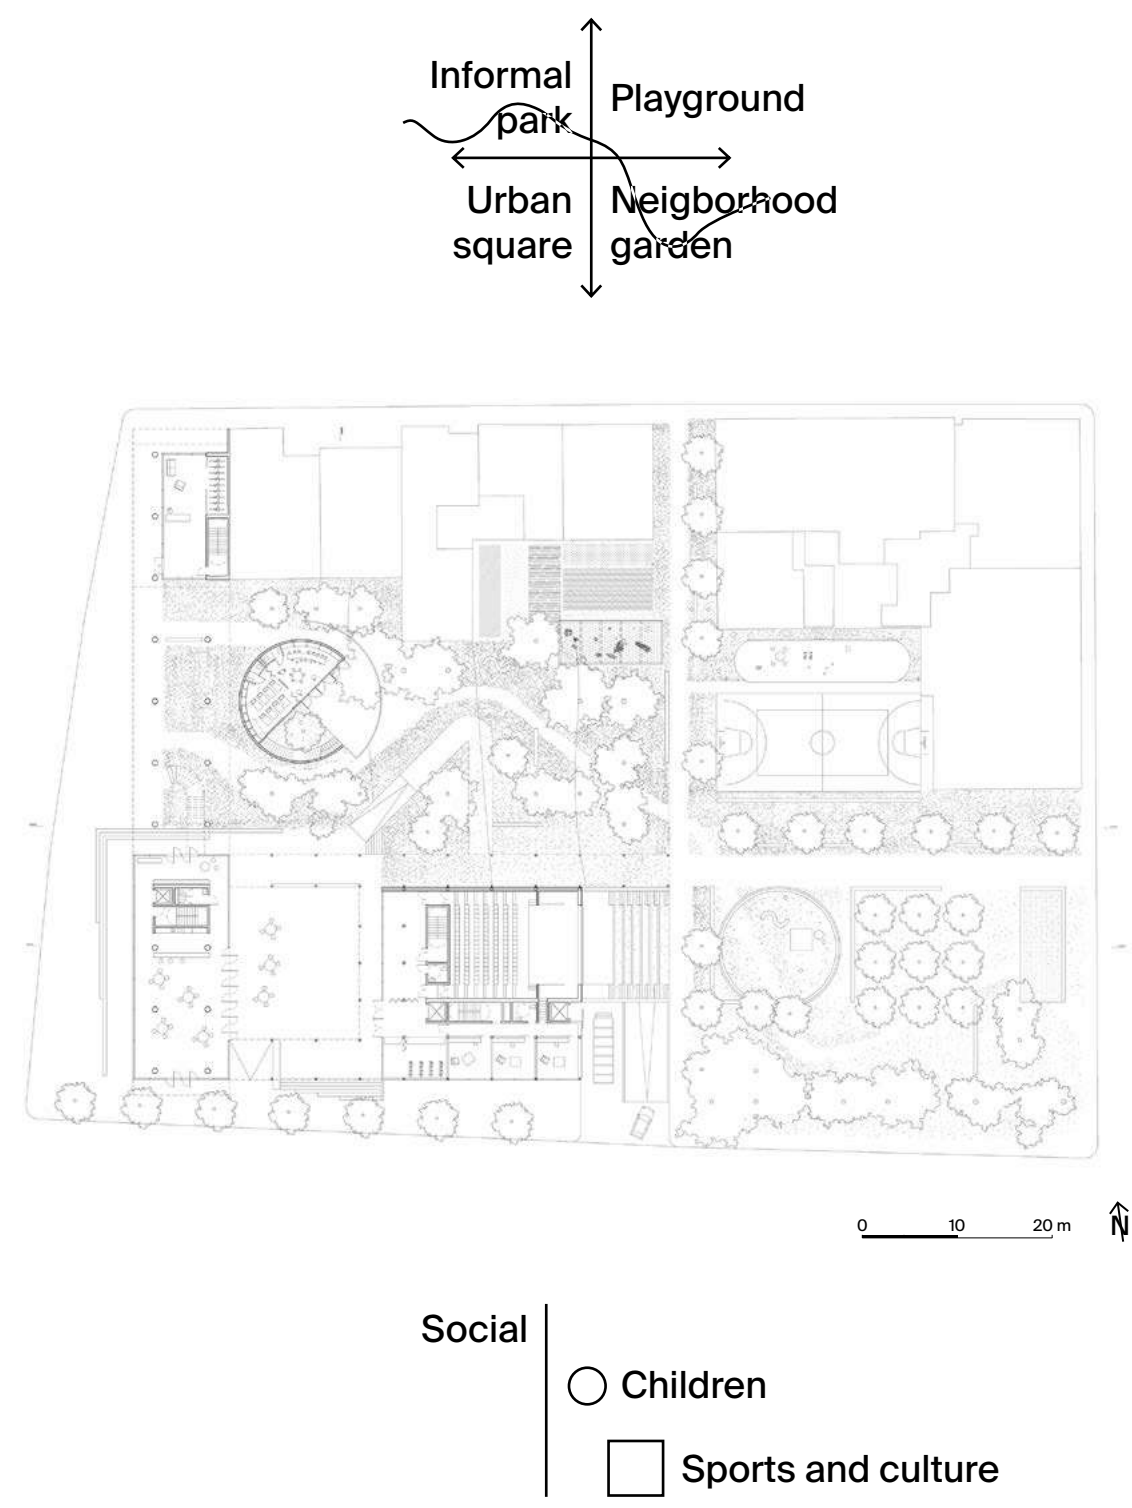 Informal
park
Playground
Urban
square
Neigborhood
garden
0 10 20 m
N
Social
Children
Sports and culture